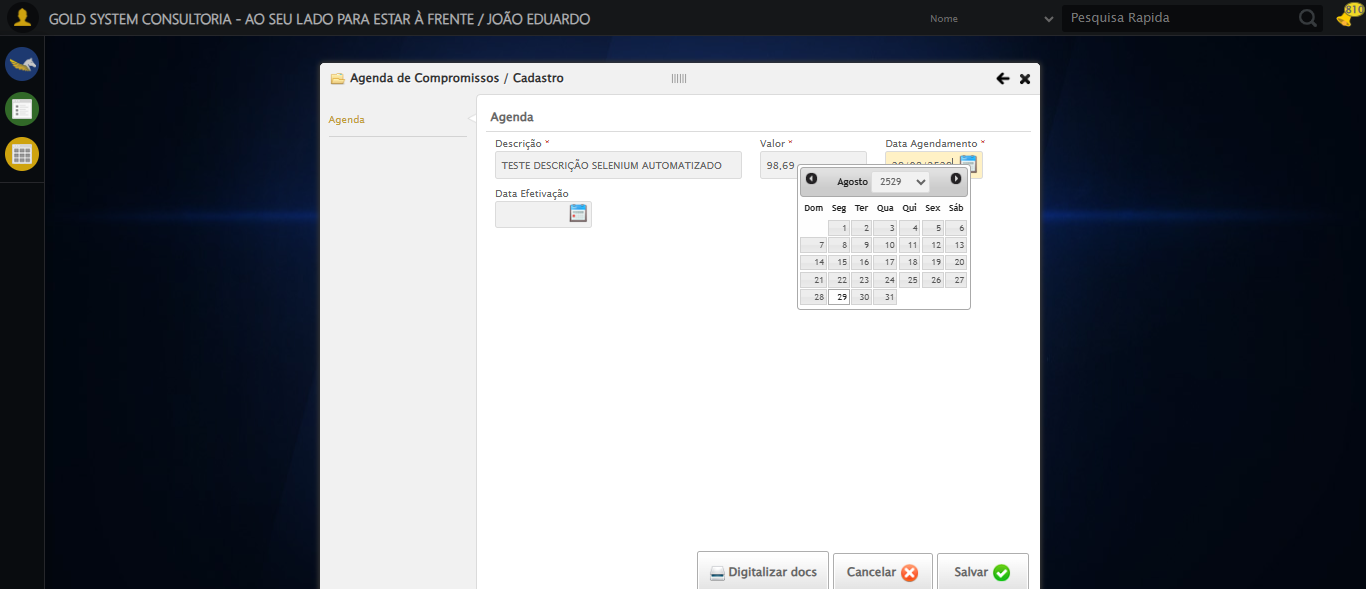 GOLD SYSTEM CONSULTORIA - AO SEU LADO PARA ESTAR À FRENTE / JOÃO EDUARDO
Nome
Pesquisa Rapida
810
Agenda de Compromissos / Cadastro
Agenda
Agenda
Descrição *
Valor *
Data Agendamento *
TESTE DESCRIÇÃO SELENIUM AUTOMATIZADO
98,69
Data Efetivação
Agosto 2529
Dom Seg Ter Qua Qui Sex Sáb
1 2 3 4 5 6
7 8 9 10 11 12 13
14 15 16 17 18 19 20
21 22 23 24 25 26 27
28 29 30 31
Digitalizar docs
Cancelar
Salvar